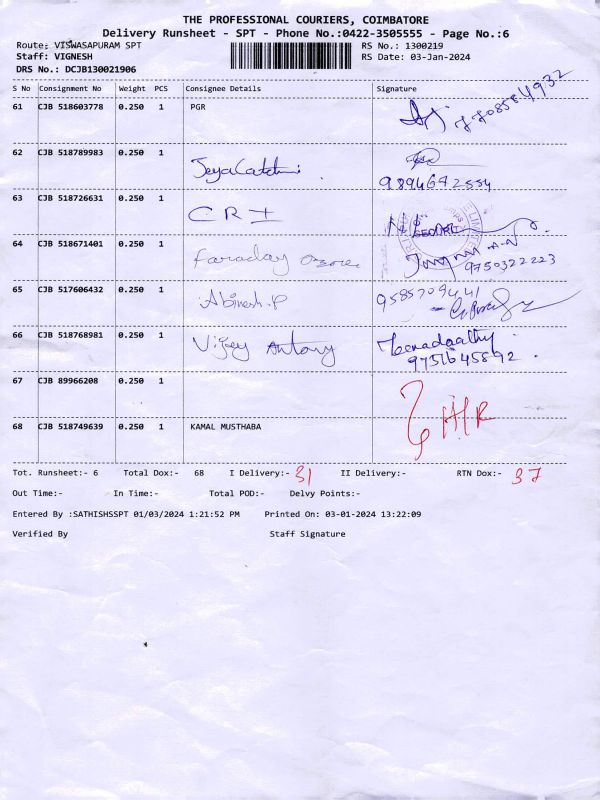 THE PROFESSIONAL COURIERS, COIMBATORE
Delivery Runsheet - SPT - Phone No.:0422-3505555 - Page No.:6
Route: VISWASAPURAM SPT RS No.: 1300219
Staff: VIGNESH RS Date: 03-Jan-2024
DRS No.: DCJB130021906
S No Consignment No Weight PCS Consignee Details Signature
61 CJB 518603778 0.250 1 PGR 7708584932
62 CJB 518789983 0.250 1
9894642554
63 CJB 518726631 0.250 1 CRI
64 CJB 518671401 0.250 1 Faraday 9750322223
65 CJB 517606432 0.250 1 Abinesh.P 9585709441
66 CJB 518768981 0.250 1 Vijey Antony
9751645892
67 CJB 89966208 0.250 1
68 CJB 518749639 0.250 1 KAMAL MUSTHABA
Tot. Runsheet:- 6 Total Dox:- 68 I Delivery:- 31 II Delivery:- RTN Dox:- 37
Out Time:- In Time:- Total POD:- Delvy Points:-
Entered By :SATHISHSSPT 01/03/2024 1:21:52 PM Printed On: 03-01-2024 13:22:09
Verified By Staff Signature